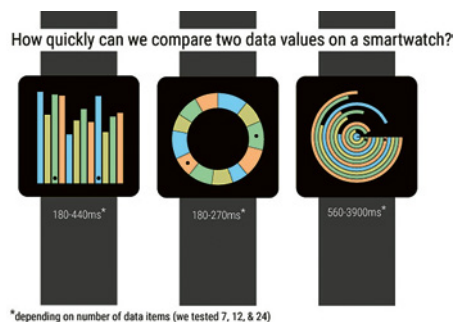 How quickly can we compare two data values on a smartwatch?
180-440ms*
180-270ms*
560-3900ms*
*depending on number of data items (we tested 7, 12, & 24)